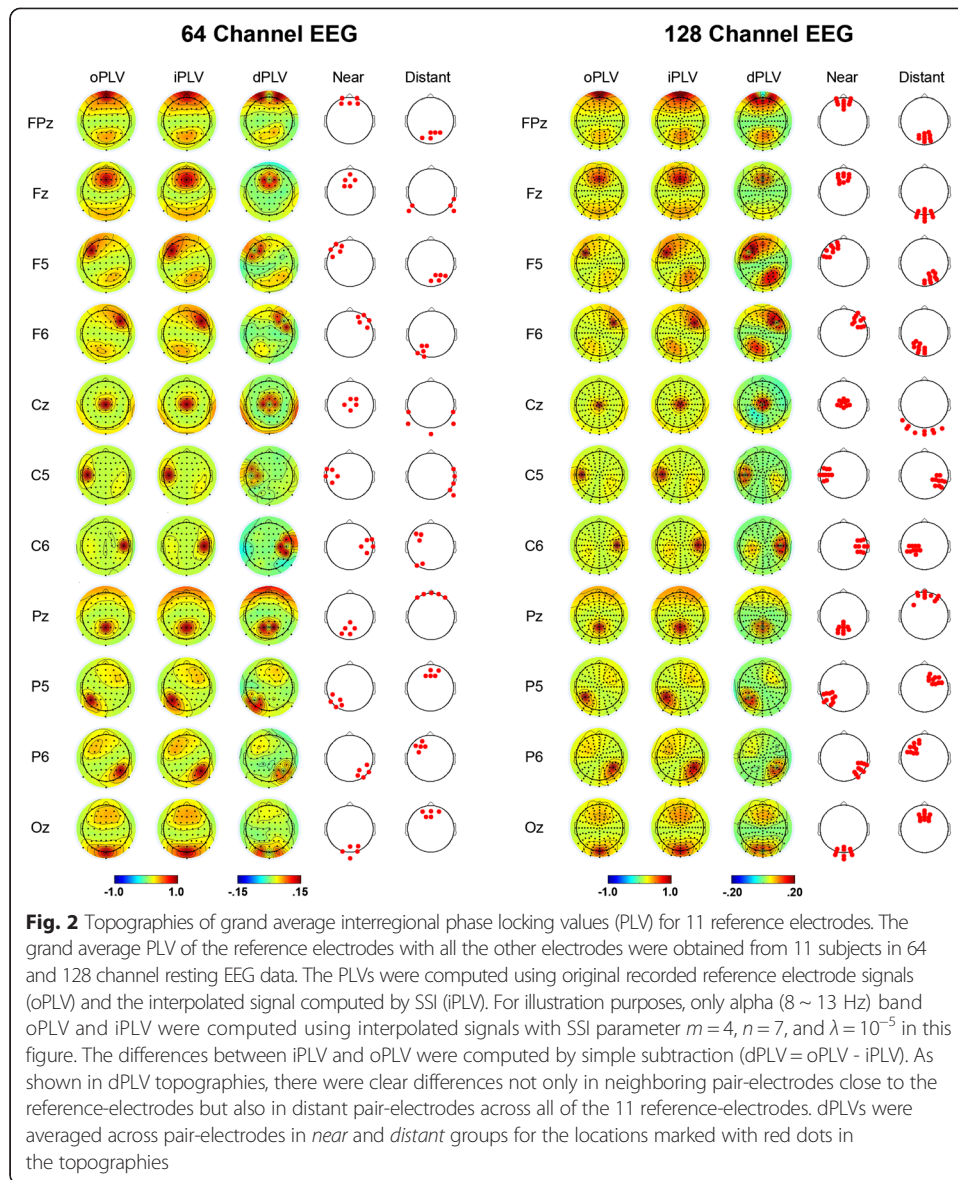 64 Channel EEG 128 Channel EEG
oPLV iPLV dPLV Near Distant oPLV iPLV dPLV Near Distant
FPz FPz
Fz Fz
F5 F5
F6 F6
Cz Cz
C5 C5
C6 C6
Pz Pz
P5 P5
P6 P6
Oz Oz
-1.0 1.0 -.15 .15 -1.0 1.0 -.20 .20
Fig. 2 Topographies of grand average interregional phase locking values (PLV) for 11 reference electrodes. The
grand average PLV of the reference electrodes with all the other electrodes were obtained from 11 subjects in 64
and 128 channel resting EEG data. The PLVs were computed using original recorded reference electrode signals
(oPLV) and the interpolated signal computed by SSI (iPLV). For illustration purposes, only alpha (8 ~ 13 Hz) band
oPLV and iPLV were computed using interpolated signals with SSI parameter m = 4, n = 7, and λ = 10⁻⁵ in this
figure. The differences between iPLV and oPLV were computed by simple subtraction (dPLV = oPLV - iPLV). As
shown in dPLV topographies, there were clear differences not only in neighboring pair-electrodes close to the
reference-electrodes but also in distant pair-electrodes across all of the 11 reference-electrodes. dPLVs were
averaged across pair-electrodes in near and distant groups for the locations marked with red dots in
the topographies